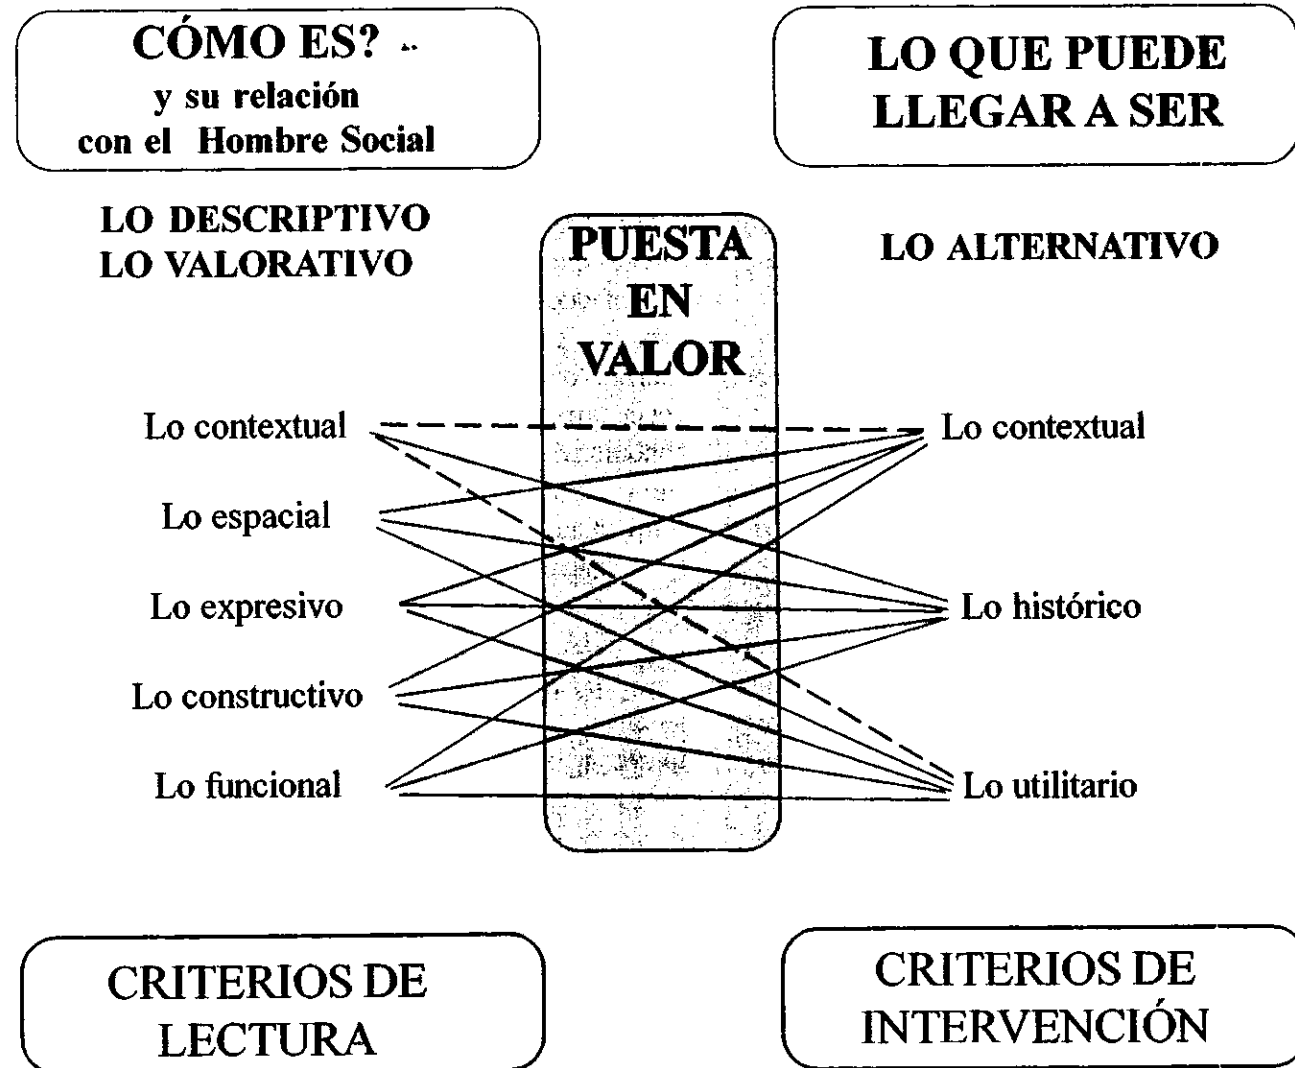 CÓMO ES?
y su relación
con el Hombre Social
LO QUE PUEDE
LLEGAR A SER
LO DESCRIPTIVO
LO VALORATIVO
PUESTA
EN
VALOR
LO ALTERNATIVO
Lo contextual
Lo espacial
Lo expresivo
Lo constructivo
Lo funcional
Lo contextual
Lo histórico
Lo utilitario
CRITERIOS DE
LECTURA
CRITERIOS DE
INTERVENCIÓN